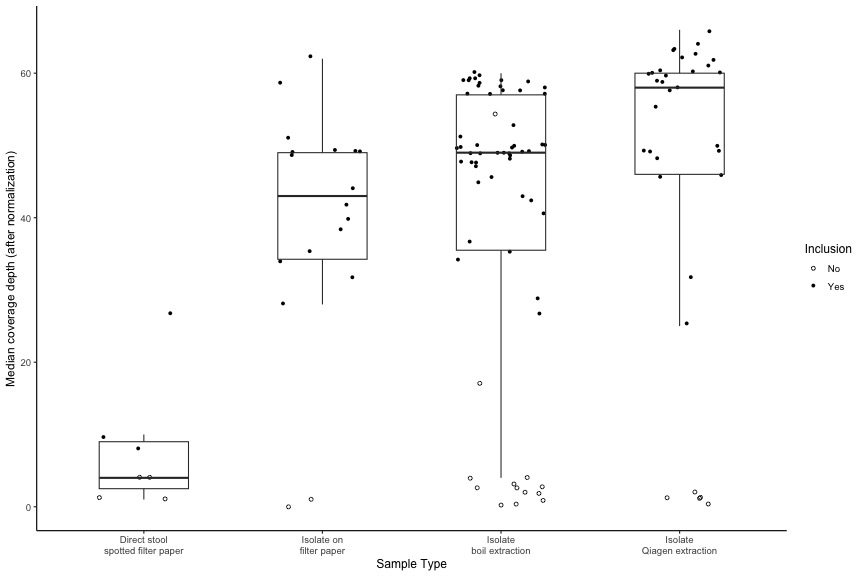 Median coverage depth (after normalization)
60
40
20
0
Direct stool
spotted filter paper
Isolate on
filter paper
Isolate
boil extraction
Isolate
Qiagen extraction
Sample Type
Inclusion
No
Yes